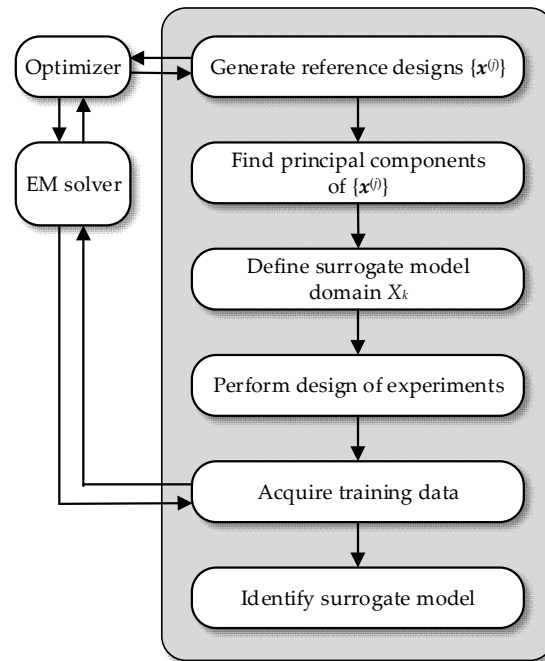 Optimizer
EM solver
Generate reference designs {x⁽ʲ⁾}
Find principal components
of {x⁽ʲ⁾}
Define surrogate model
domain Xₖ
Perform design of experiments
Acquire training data
Identify surrogate model